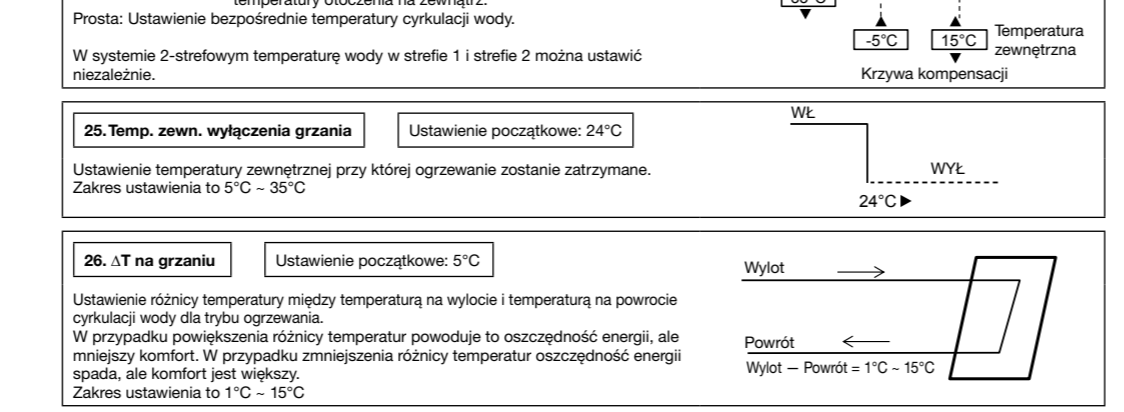 temperatury otoczenia na zewnątrz.
Prosta: Ustawienie bezpośrednie temperatury cyrkulacji wody.
W systemie 2-strefowym temperaturę wody w strefie 1 i strefie 2 można ustawić
niezależnie.
-5°C
15°C
Temperatura
zewnętrzna
Krzywa kompensacji
25. Temp. zewn. wyłączenia grzania
Ustawienie początkowe: 24°C
Ustawienie temperatury zewnętrznej przy której ogrzewanie zostanie zatrzymane.
Zakres ustawienia to 5°C ~ 35°C
WŁ
WYŁ
24°C ▶
26. ΔT na grzaniu
Ustawienie początkowe: 5°C
Ustawienie różnicy temperatury między temperaturą na wylocie i temperaturą na powrocie
cyrkulacji wody dla trybu ogrzewania.
W przypadku powiększenia różnicy temperatur powoduje to oszczędność energii, ale
mniejszy komfort. W przypadku zmniejszenia różnicy temperatur oszczędność energii
spada, ale komfort jest większy.
Zakres ustawienia to 1°C ~ 15°C
Wylot
Powrót
Wylot − Powrót = 1°C ~ 15°C